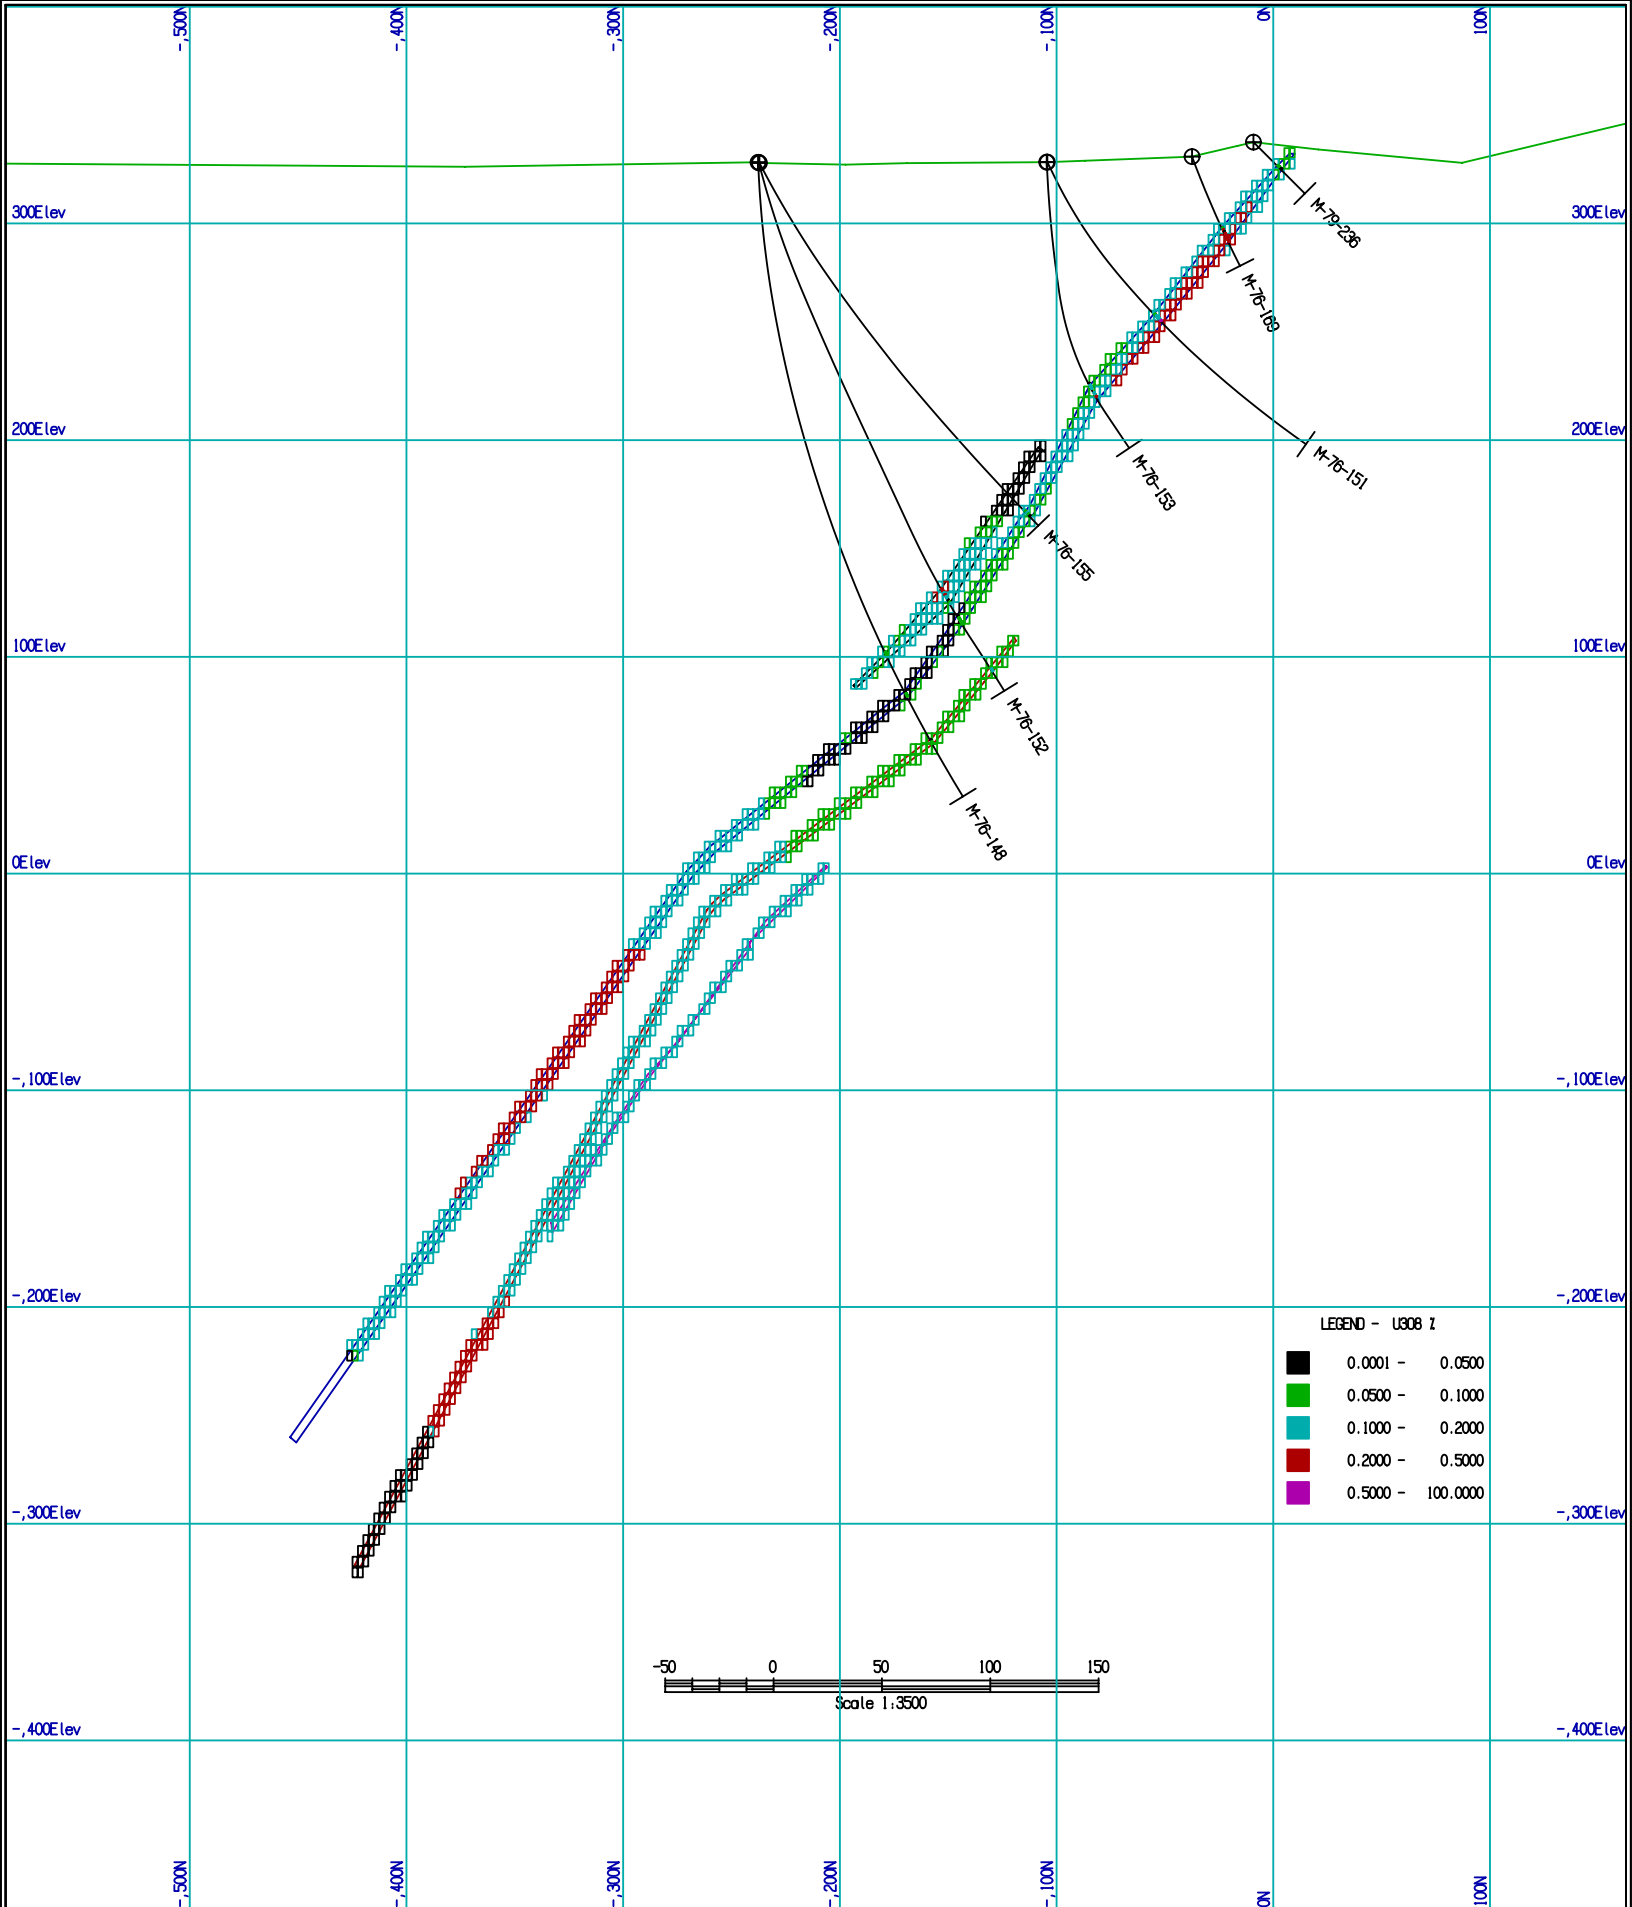 -,500N
-,400N
-,300N
-,200N
-,100N
0N
100N
300Elev
300Elev
M-79-236
M-76-163
200Elev
200Elev
M-76-151
M-76-153
M-76-155
100Elev
100Elev
M-76-152
M-76-148
0Elev
0Elev
-,100Elev
-,100Elev
-,200Elev
-,200Elev
LEGEND - U3O8 %
0.0001 - 0.0500
0.0500 - 0.1000
0.1000 - 0.2000
0.2000 - 0.5000
0.5000 - 100.0000
-,300Elev
-,300Elev
-50 0 50 100 150
Scale 1:3500
-,400Elev
-,400Elev
-,500N
-,400N
-,300N
-,200N
-,100N
0N
100N